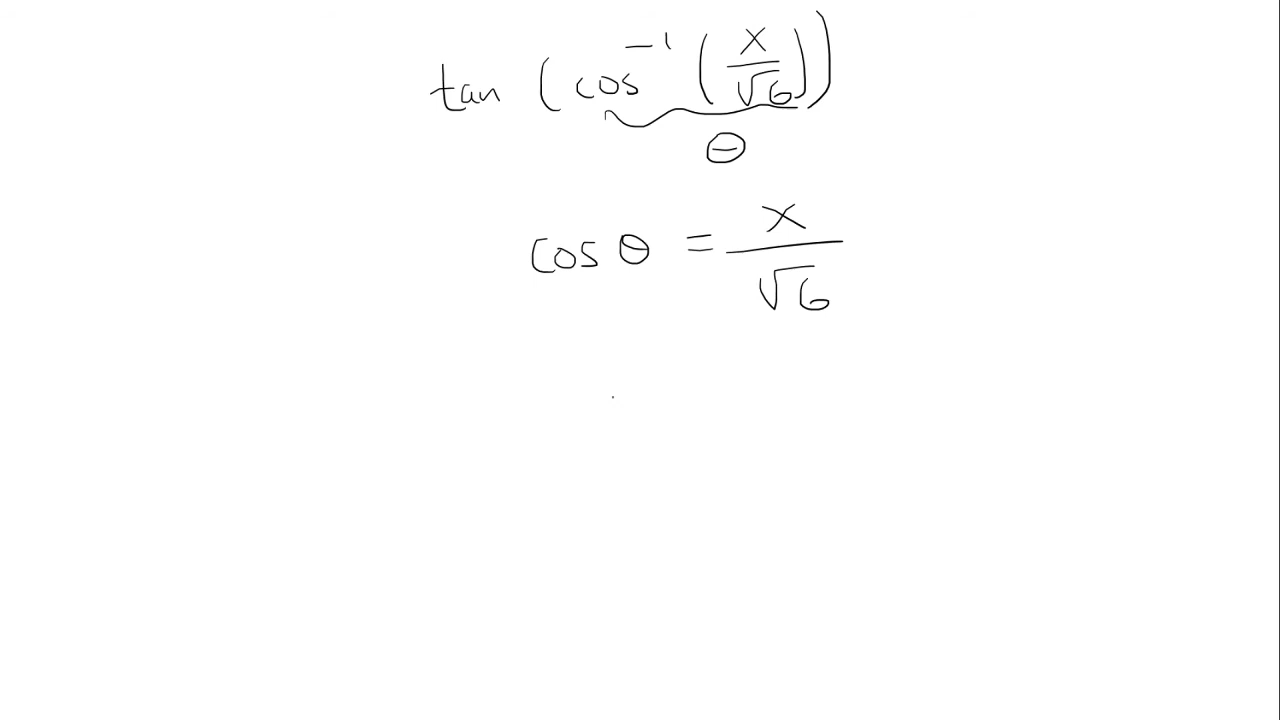 tan (cos⁻¹ (x/√6))
θ
cos θ = x/√6